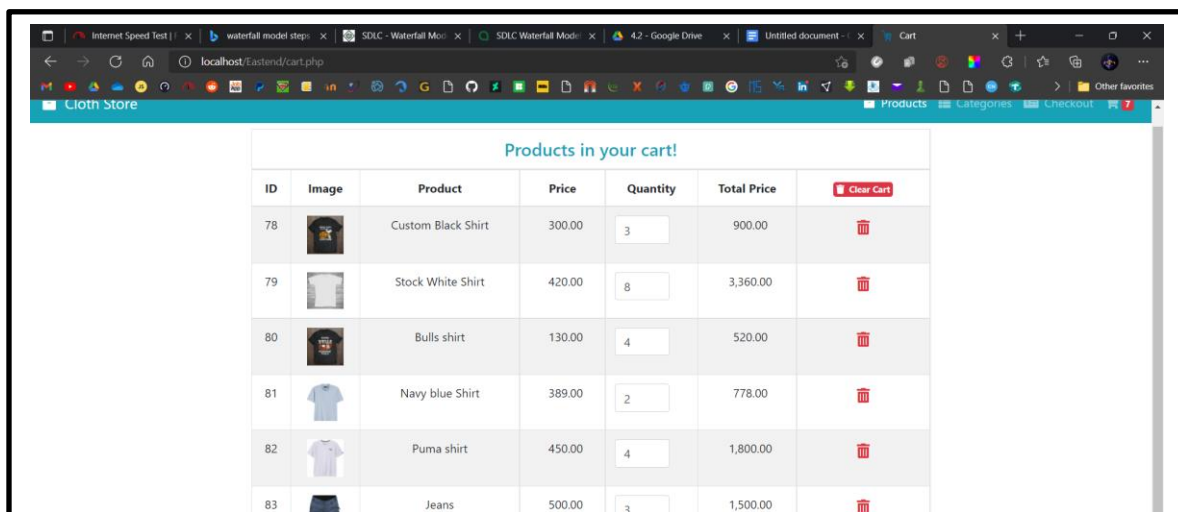 Internet Speed Test | F
waterfall model steps
SDLC - Waterfall Mod
SDLC Waterfall Model
4.2 - Google Drive
Untitled document - G
Cart
localhost/Eastend/cart.php
Other favorites
Cloth Store
Products
Categories
Checkout
7
Products in your cart!
ID Image Product Price Quantity Total Price Clear Cart
78 Custom Black Shirt 300.00 3 900.00
79 Stock White Shirt 420.00 8 3,360.00
80 Bulls shirt 130.00 4 520.00
81 Navy blue Shirt 389.00 2 778.00
82 Puma shirt 450.00 4 1,800.00
83 Jeans 500.00 3 1,500.00